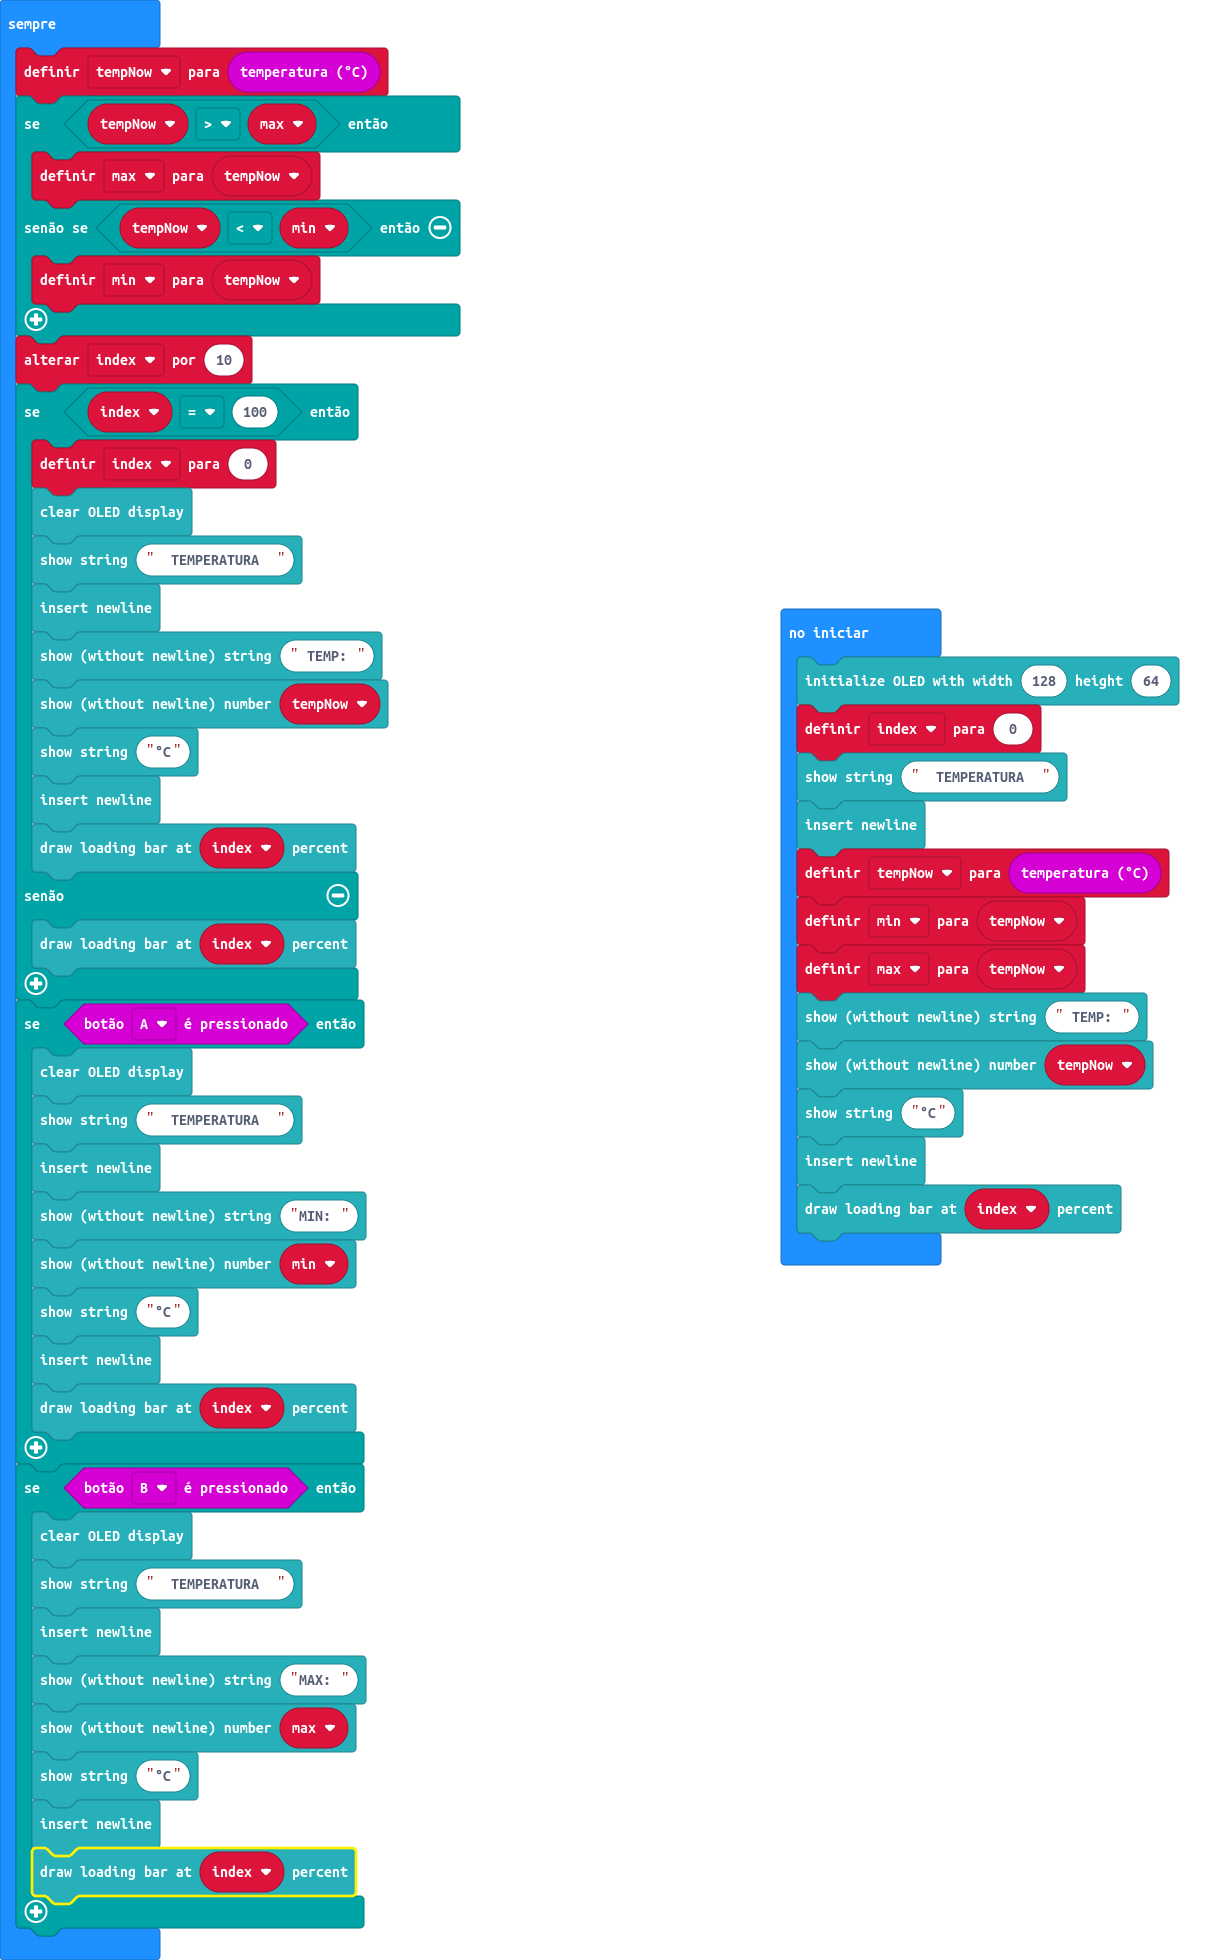 sempre
definir tempNow para temperatura (°C)
se tempNow > max então
definir max para tempNow
senão se tempNow < min então
definir min para tempNow
alterar index por 10
se index = 100 então
definir index para 0
clear OLED display
show string " TEMPERATURA "
insert newline
show (without newline) string " TEMP: "
show (without newline) number tempNow
show string "°C"
insert newline
draw loading bar at index percent
senão
draw loading bar at index percent
se botão A é pressionado então
clear OLED display
show string " TEMPERATURA "
insert newline
show (without newline) string "MIN: "
show (without newline) number min
show string "°C"
insert newline
draw loading bar at index percent
se botão B é pressionado então
clear OLED display
show string " TEMPERATURA "
insert newline
show (without newline) string "MAX: "
show (without newline) number max
show string "°C"
insert newline
draw loading bar at index percent
no iniciar
initialize OLED with width 128 height 64
definir index para 0
show string " TEMPERATURA "
insert newline
definir tempNow para temperatura (°C)
definir min para tempNow
definir max para tempNow
show (without newline) string " TEMP: "
show (without newline) number tempNow
show string "°C"
insert newline
draw loading bar at index percent